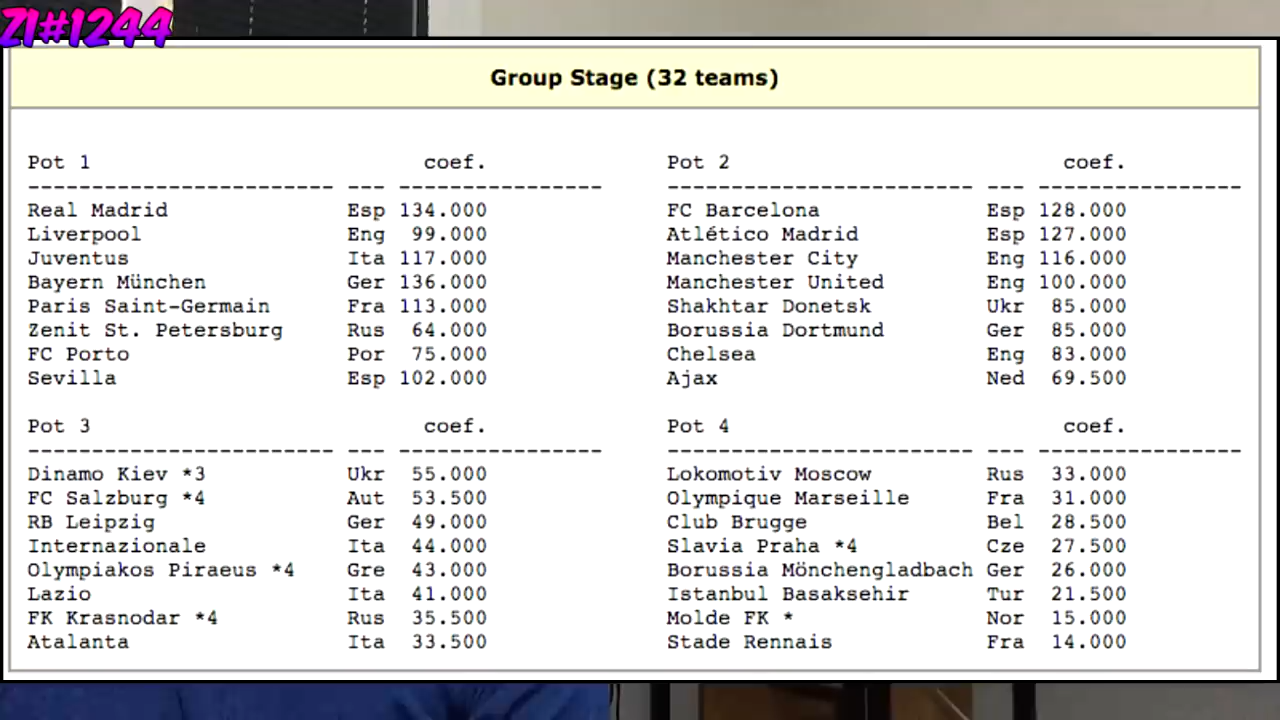 Z1#1244
Group Stage (32 teams)
Pot 1 coef.
------------------------ --- ----------------
Real Madrid Esp 134.000
Liverpool Eng 99.000
Juventus Ita 117.000
Bayern München Ger 136.000
Paris Saint-Germain Fra 113.000
Zenit St. Petersburg Rus 64.000
FC Porto Por 75.000
Sevilla Esp 102.000
Pot 2 coef.
------------------------ --- ----------------
FC Barcelona Esp 128.000
Atlético Madrid Esp 127.000
Manchester City Eng 116.000
Manchester United Eng 100.000
Shakhtar Donetsk Ukr 85.000
Borussia Dortmund Ger 85.000
Chelsea Eng 83.000
Ajax Ned 69.500
Pot 3 coef.
------------------------ --- ----------------
Dinamo Kiev *3 Ukr 55.000
FC Salzburg *4 Aut 53.500
RB Leipzig Ger 49.000
Internazionale Ita 44.000
Olympiakos Piraeus *4 Gre 43.000
Lazio Ita 41.000
FK Krasnodar *4 Rus 35.500
Atalanta Ita 33.500
Pot 4 coef.
------------------------ --- ----------------
Lokomotiv Moscow Rus 33.000
Olympique Marseille Fra 31.000
Club Brugge Bel 28.500
Slavia Praha *4 Cze 27.500
Borussia Mönchengladbach Ger 26.000
Istanbul Basaksehir Tur 21.500
Molde FK * Nor 15.000
Stade Rennais Fra 14.000